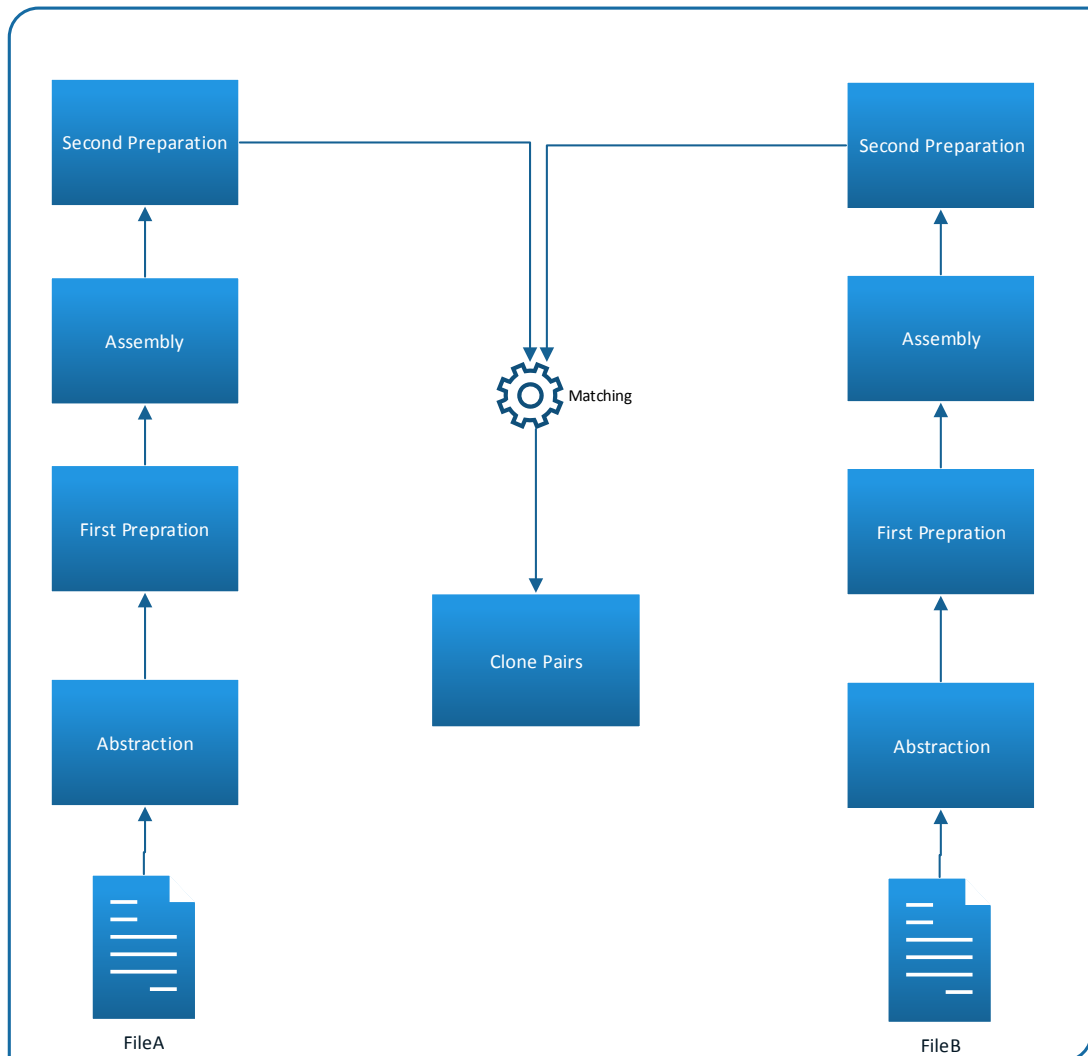 Second Preparation
Second Preparation
Assembly
Assembly
Matching
First Prepration
First Prepration
Clone Pairs
Abstraction
Abstraction
FileA
FileB